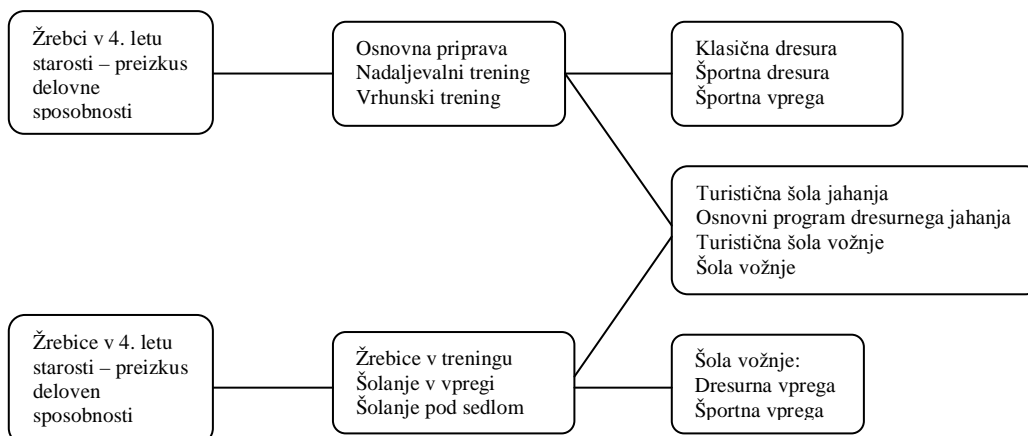 Žrebci v 4. letu
starosti – preizkus
delovne
sposobnosti
Osnovna priprava
Nadaljevalni trening
Vrhunski trening
Klasična dresura
Športna dresura
Športna vprega
Turistična šola jahanja
Osnovni program dresurnega jahanja
Turistična šola vožnje
Šola vožnje
Žrebice v 4. letu
starosti – preizkus
deloven
sposobnosti
Žrebice v treningu
Šolanje v vpregi
Šolanje pod sedlom
Šola vožnje:
Dresurna vprega
Športna vprega